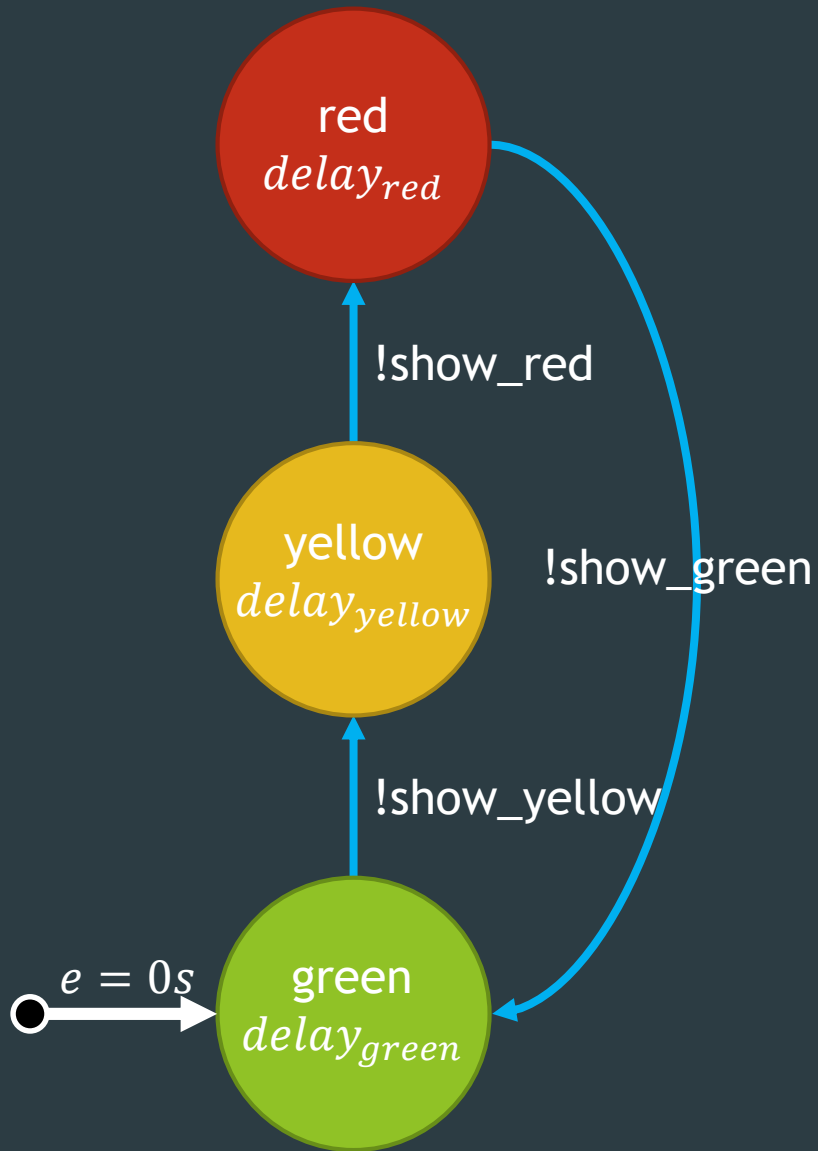 red
delay_red
!show_red
yellow
delay_yellow
!show_green
!show_yellow
e = 0s
green
delay_green